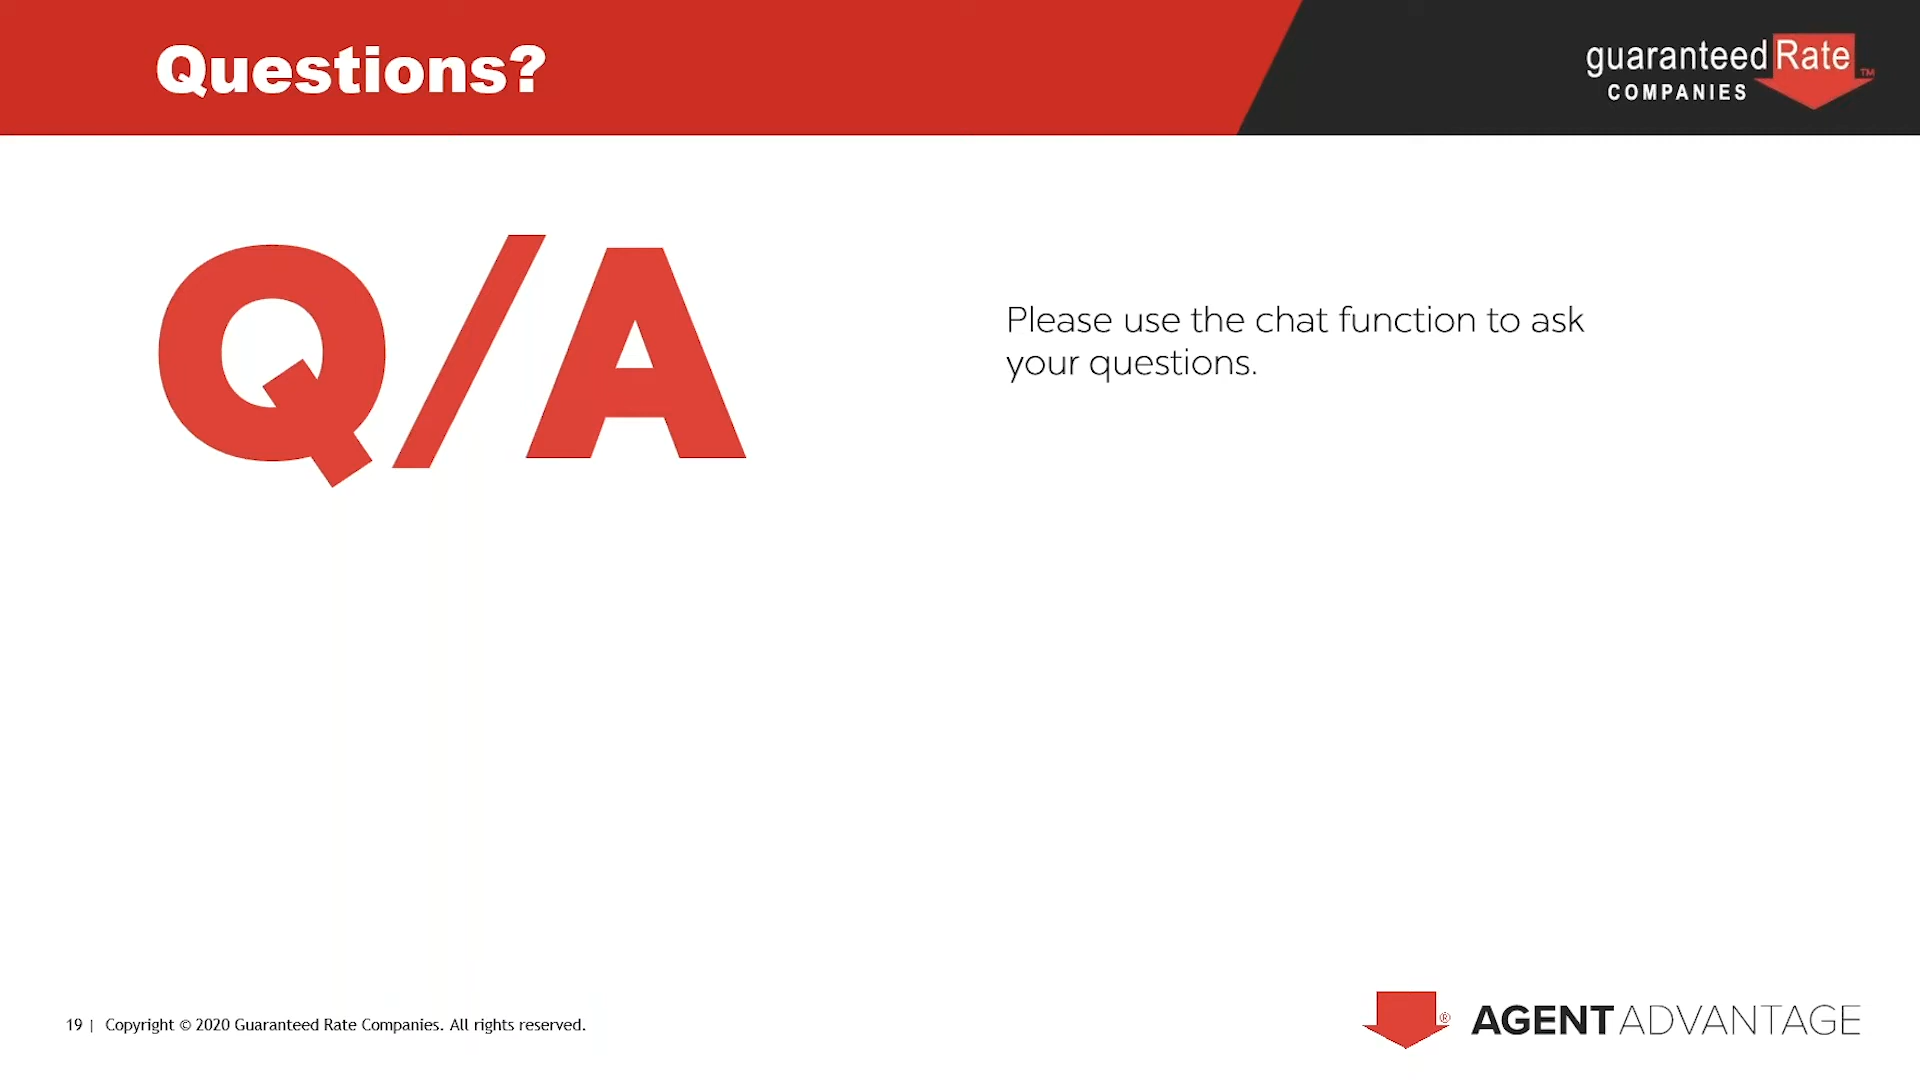 Questions?
guaranteed Rate ™
COMPANIES
Q/A
Please use the chat function to ask
your questions.
19 | Copyright © 2020 Guaranteed Rate Companies. All rights reserved.
® AGENT ADVANTAGE